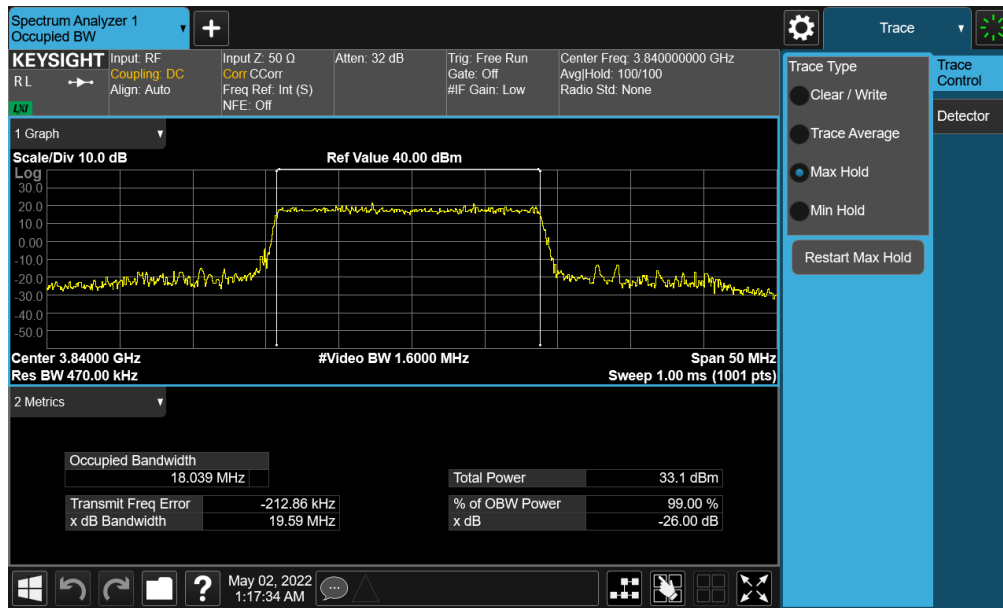 Spectrum Analyzer 1
Occupied BW
+
Trace
KEYSIGHT Input: RF Input Z: 50 Ω Atten: 32 dB Trig: Free Run Center Freq: 3.840000000 GHz
R L Coupling: DC Corr CCorr Gate: Off Avg|Hold: 100/100
Align: Auto Freq Ref: Int (S) #IF Gain: Low Radio Std: None
LXI NFE: Off
Trace Type
Clear / Write
Trace Average
Max Hold
Min Hold
Restart Max Hold
Trace
Control
Detector
1 Graph
Scale/Div 10.0 dB Ref Value 40.00 dBm
Log
30.0
20.0
10.0
0.00
-10.0
-20.0
-30.0
-40.0
-50.0
Center 3.84000 GHz #Video BW 1.6000 MHz Span 50 MHz
Res BW 470.00 kHz Sweep 1.00 ms (1001 pts)
2 Metrics
Occupied Bandwidth
18.039 MHz Total Power 33.1 dBm
Transmit Freq Error -212.86 kHz % of OBW Power 99.00 %
x dB Bandwidth 19.59 MHz x dB -26.00 dB
? May 02, 2022
1:17:34 AM